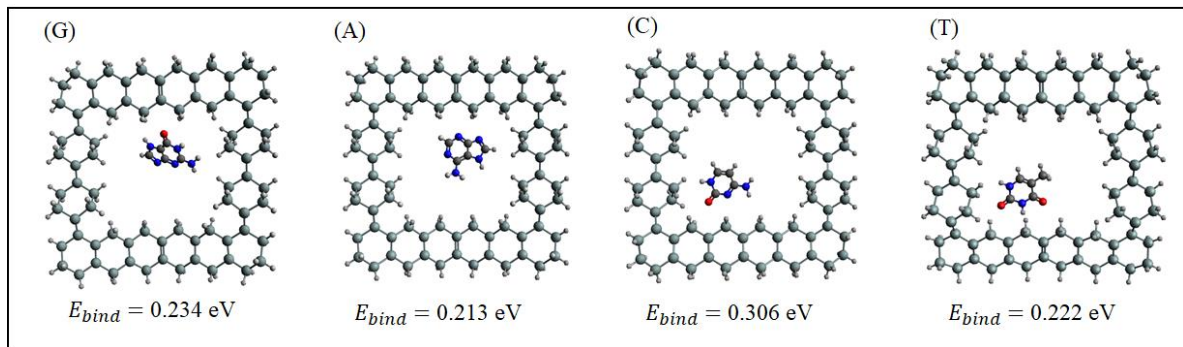 (G) (A) (C) (T)
E_bind = 0.234 eV E_bind = 0.213 eV E_bind = 0.306 eV E_bind = 0.222 eV